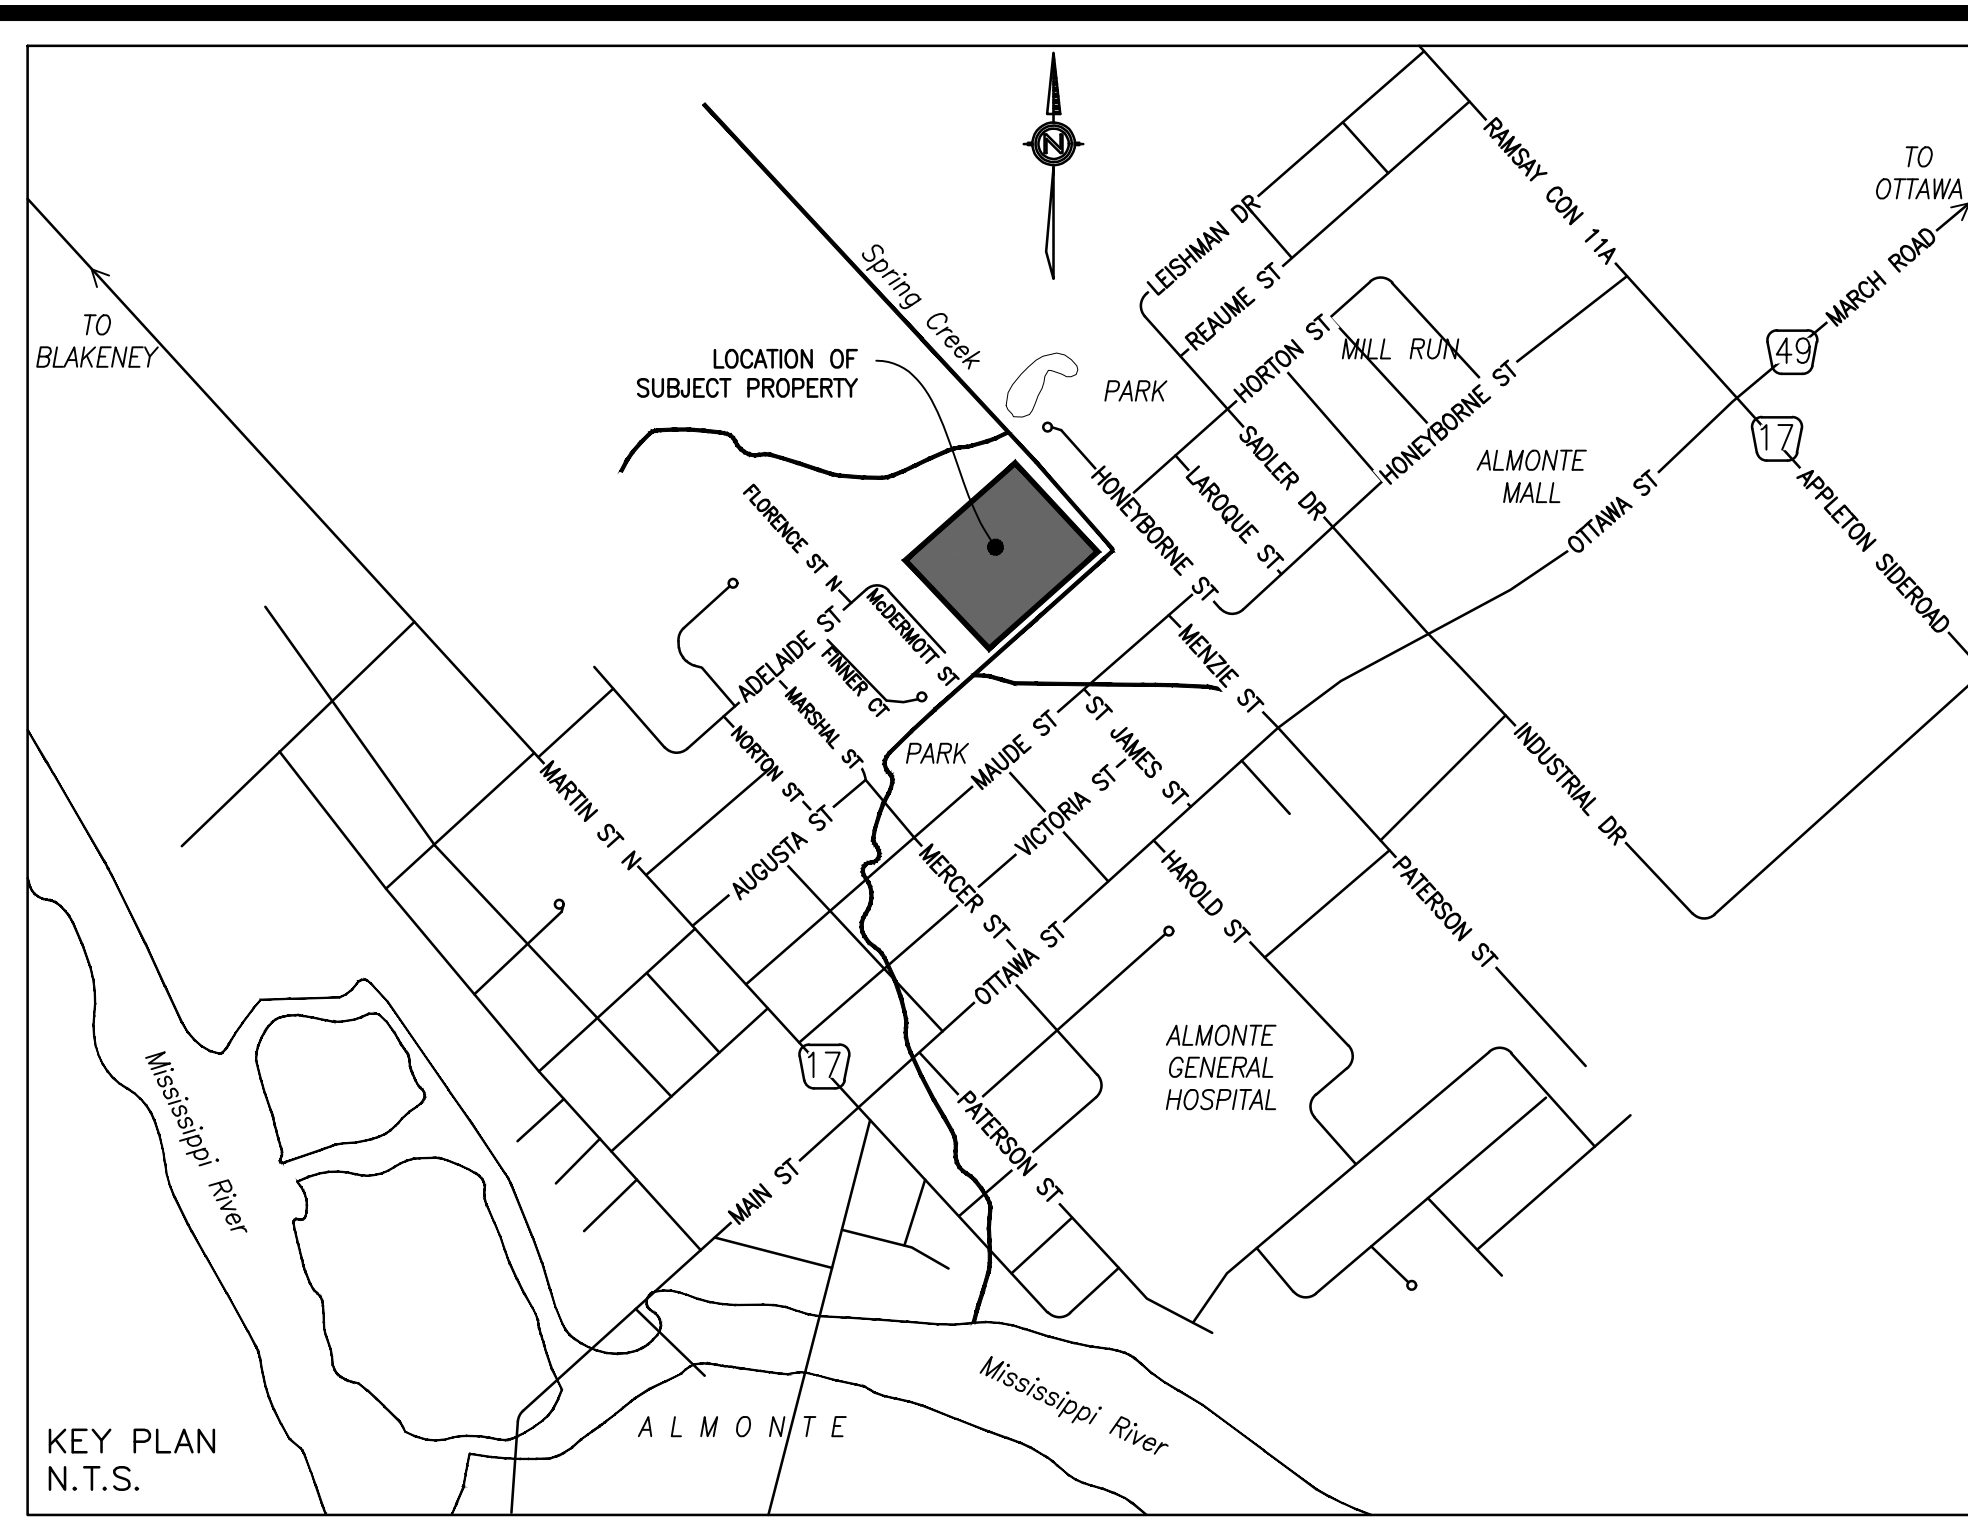 N
RAMSAY CON 11A
TO
OTTAWA
LEISHMAN DR
MARCH ROAD
Spring Creek
REAUME ST
TO
BLAKENEY
HORTON ST
MILL RUN
49
LOCATION OF
SUBJECT PROPERTY
PARK
HONEYBORNE ST
17
SADLER DR
ALMONTE
MALL
HONEYBORNE ST
LAROQUE ST
OTTAWA ST
APPLETON SIDEROAD
FLORENCE ST N
McDERMOTT ST
ADELAIDE ST
FINNER CT
MENZIE ST
MARSHAL ST
NORTON ST
PARK
MAUDE ST
ST JAMES ST
INDUSTRIAL DR
MARTIN ST N
VICTORIA ST
AUGUSTA ST
MERCER ST
HAROLD ST
PATERSON ST
OTTAWA ST
ALMONTE
GENERAL
HOSPITAL
17
Mississippi River
PATERSON ST
MAIN ST
Mississippi River
ALMONTE
KEY PLAN
N.T.S.